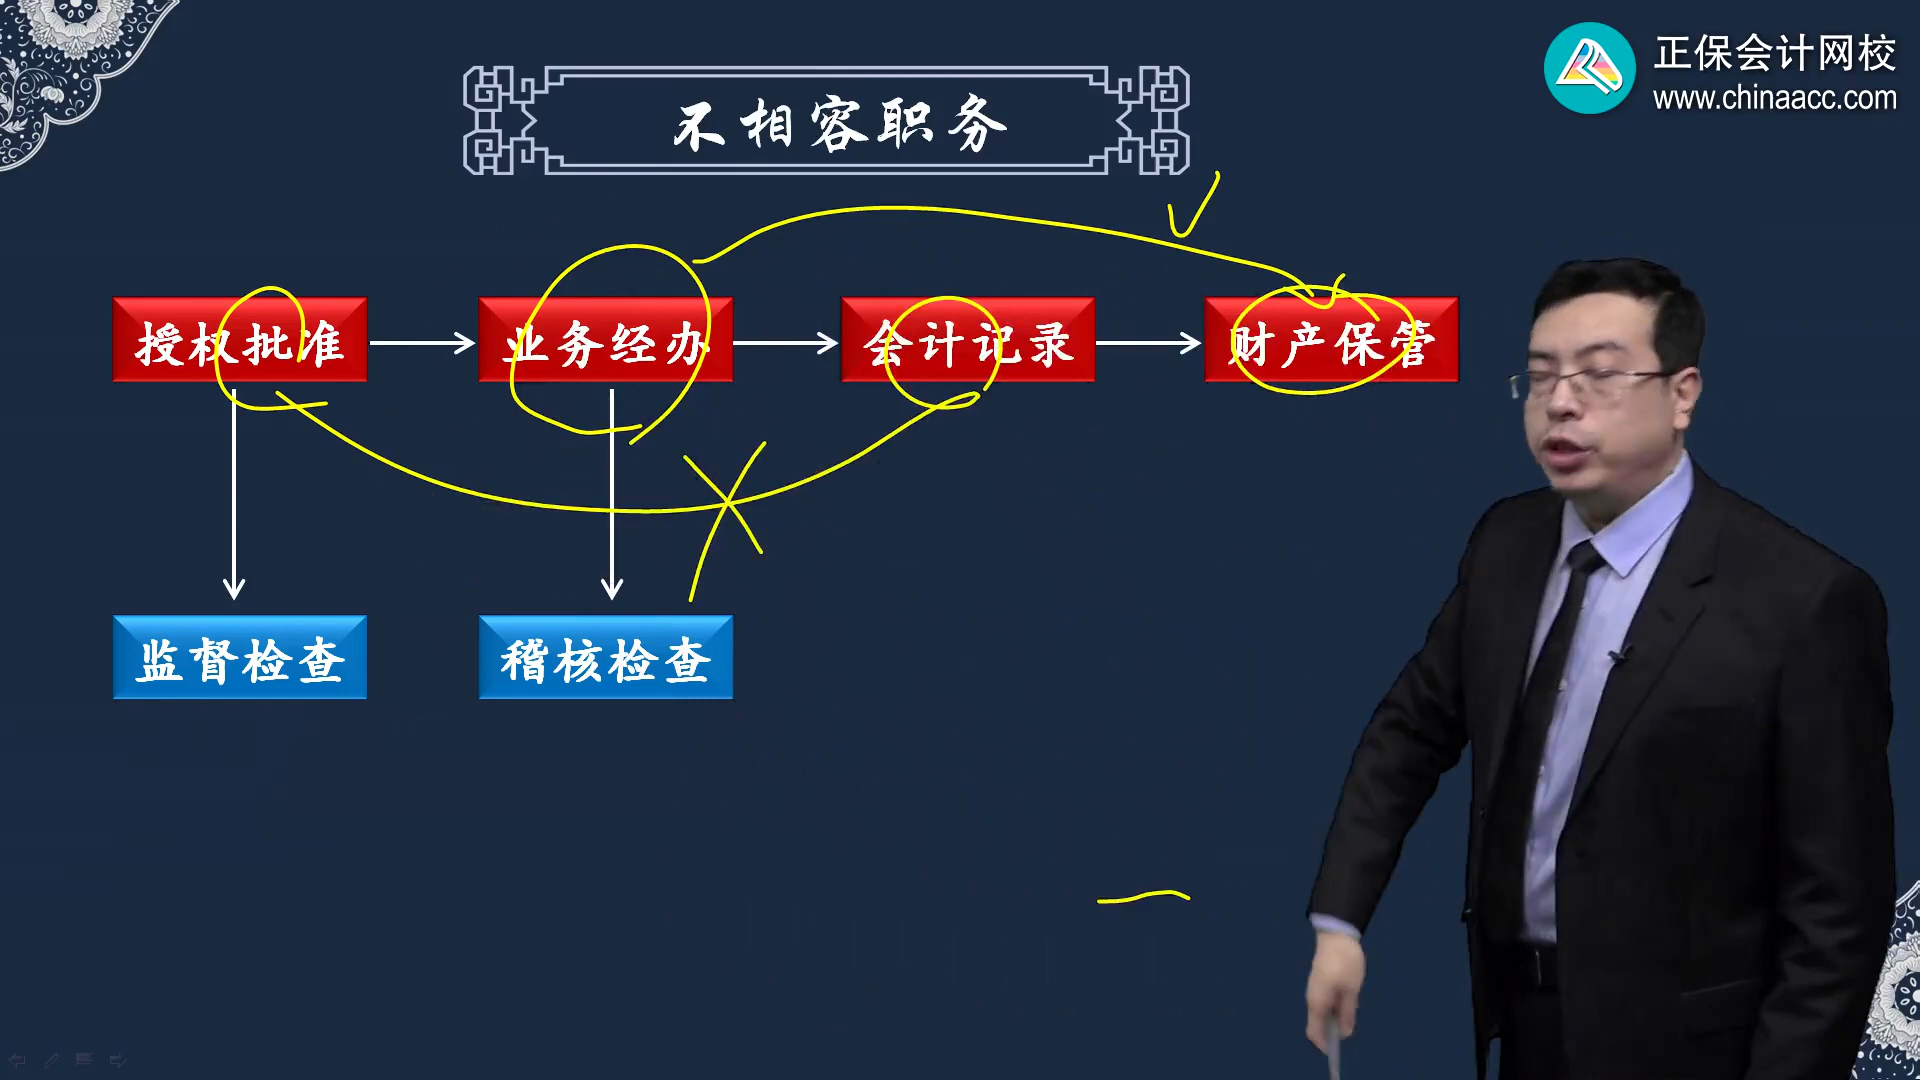 正保会计网校
www.chinaacc.com
不相容职务
授权批准
业务经办
会计记录
财产保管
监督检查
稽核检查